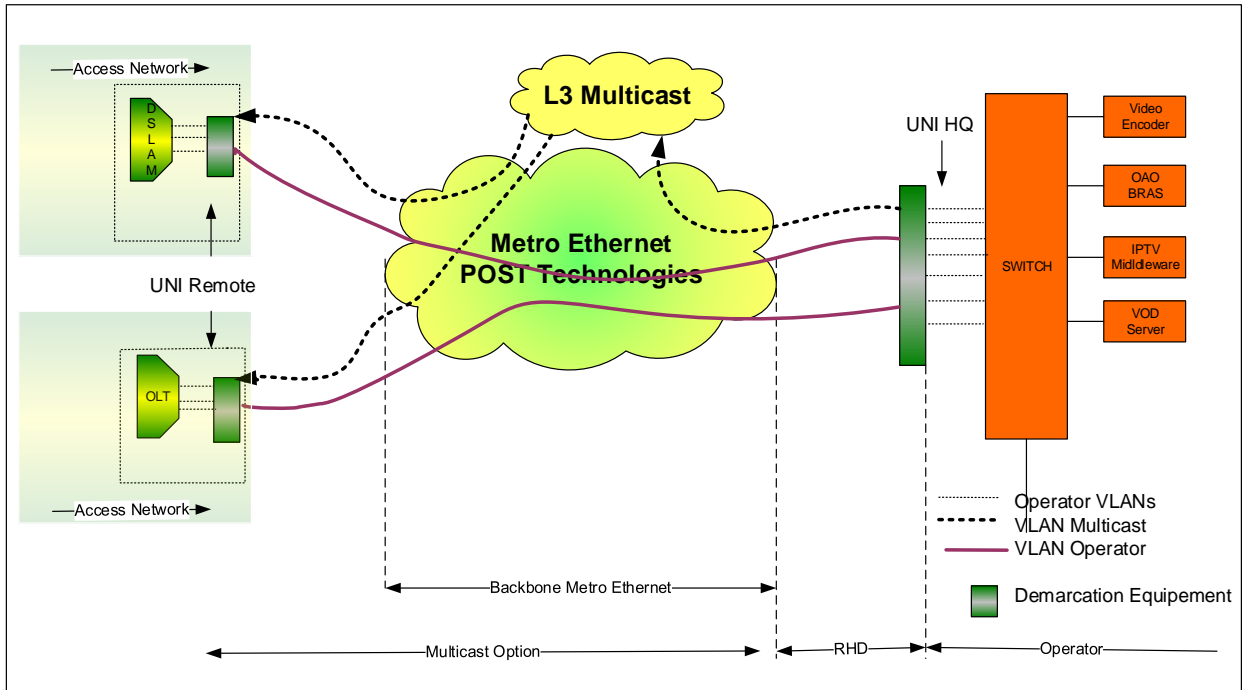 Access Network
DSLAM
UNI Remote
OLT
Access Network
L3 Multicast
Metro Ethernet
POST Technologies
UNI HQ
SWITCH
Video
Encoder
OAO
BRAS
IPTV
Midldleware
VOD
Server
Operator VLANs
VLAN Multicast
VLAN Operator
Demarcation Equipement
Backbone Metro Ethernet
Multicast Option
RHD
Operator